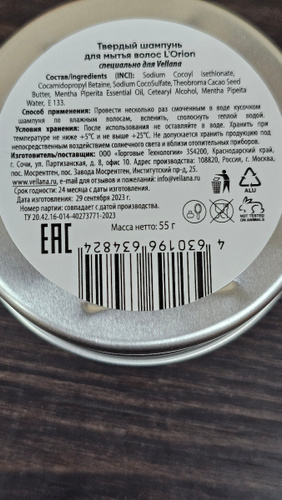 Твердый шампунь
для мытья волос L'Orion
специально для Vellana
Состав/ingredients (INCI): Sodium Cocoyl Isethionate,
Cocamidopropyl Betaine, Sodium CocoSulfate, Theobroma Cacao Seed
Butter, Mentha Piperita Essential Oil, Cetearyl Alcohol, Mentha Piperita
Water, E 133.
Способ применения: Провести несколько раз смоченным в воде кусочком
шампуня по влажным волосам, вспенить, сполоснуть теплой водой.
Условия хранения: После использования не оставляйте в воде. Хранить при
температуре не ниже +5°С и не выше +25°С. Не допускается хранить продукцию под
непосредственным воздействием солнечного света и вблизи отопительных приборов.
Изготовитель/поставщик: ООО «Торговые Технологии» 354200, Краснодарский край,
г. Сочи, ул. Партизанская, д. 8, офис 10. Адрес производства: 108820, Россия, г. Москва,
пос. Мосрентген, пос. Завода Мосрентген, Институтский пр-д, 25.
www.vellana.ru, e-mail для отзывов и пожеланий: info@vellana.ru
Срок годности: 24 месяца с даты изготовления.
Дата изготовления: 29 сентября 2023 г.
Номер партии: совпадает с датой производства.
ТУ 20.42.16-014-40273771-2023
ALU
NOT TESTED
ON ANIMALS
EAC
Масса нетто: 55 г
4 630196 634824